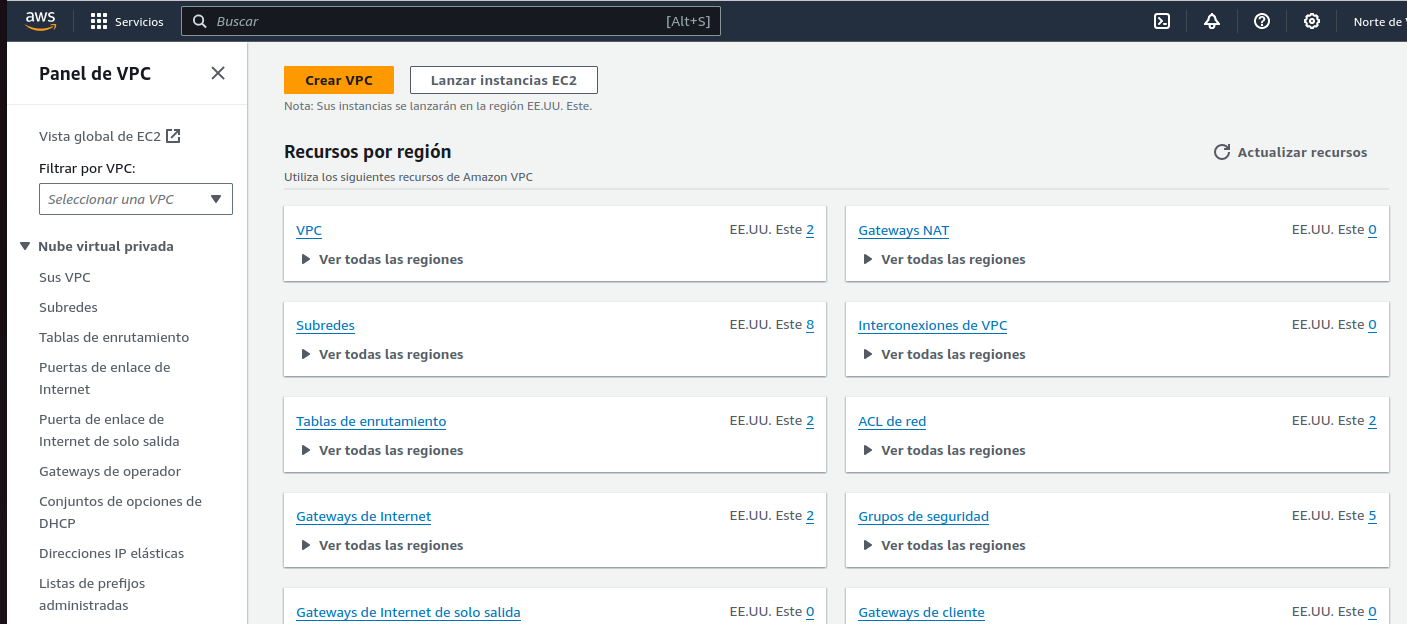 aws
Servicios
Buscar
[Alt+S]
Norte de
Panel de VPC
Vista global de EC2
Filtrar por VPC:
Seleccionar una VPC
Nube virtual privada
Sus VPC
Subredes
Tablas de enrutamiento
Puertas de enlace de
Internet
Puerta de enlace de
Internet de solo salida
Gateways de operador
Conjuntos de opciones de
DHCP
Direcciones IP elásticas
Listas de prefijos
administradas
Crear VPC
Lanzar instancias EC2
Nota: Sus instancias se lanzarán en la región EE.UU. Este.
Recursos por región
Actualizar recursos
Utiliza los siguientes recursos de Amazon VPC
VPC
EE.UU. Este 2
Ver todas las regiones
Gateways NAT
EE.UU. Este 0
Ver todas las regiones
Subredes
EE.UU. Este 8
Ver todas las regiones
Interconexiones de VPC
EE.UU. Este 0
Ver todas las regiones
Tablas de enrutamiento
EE.UU. Este 2
Ver todas las regiones
ACL de red
EE.UU. Este 2
Ver todas las regiones
Gateways de Internet
EE.UU. Este 2
Ver todas las regiones
Grupos de seguridad
EE.UU. Este 5
Ver todas las regiones
Gateways de Internet de solo salida
EE.UU. Este 0
Gateways de cliente
EE.UU. Este 0